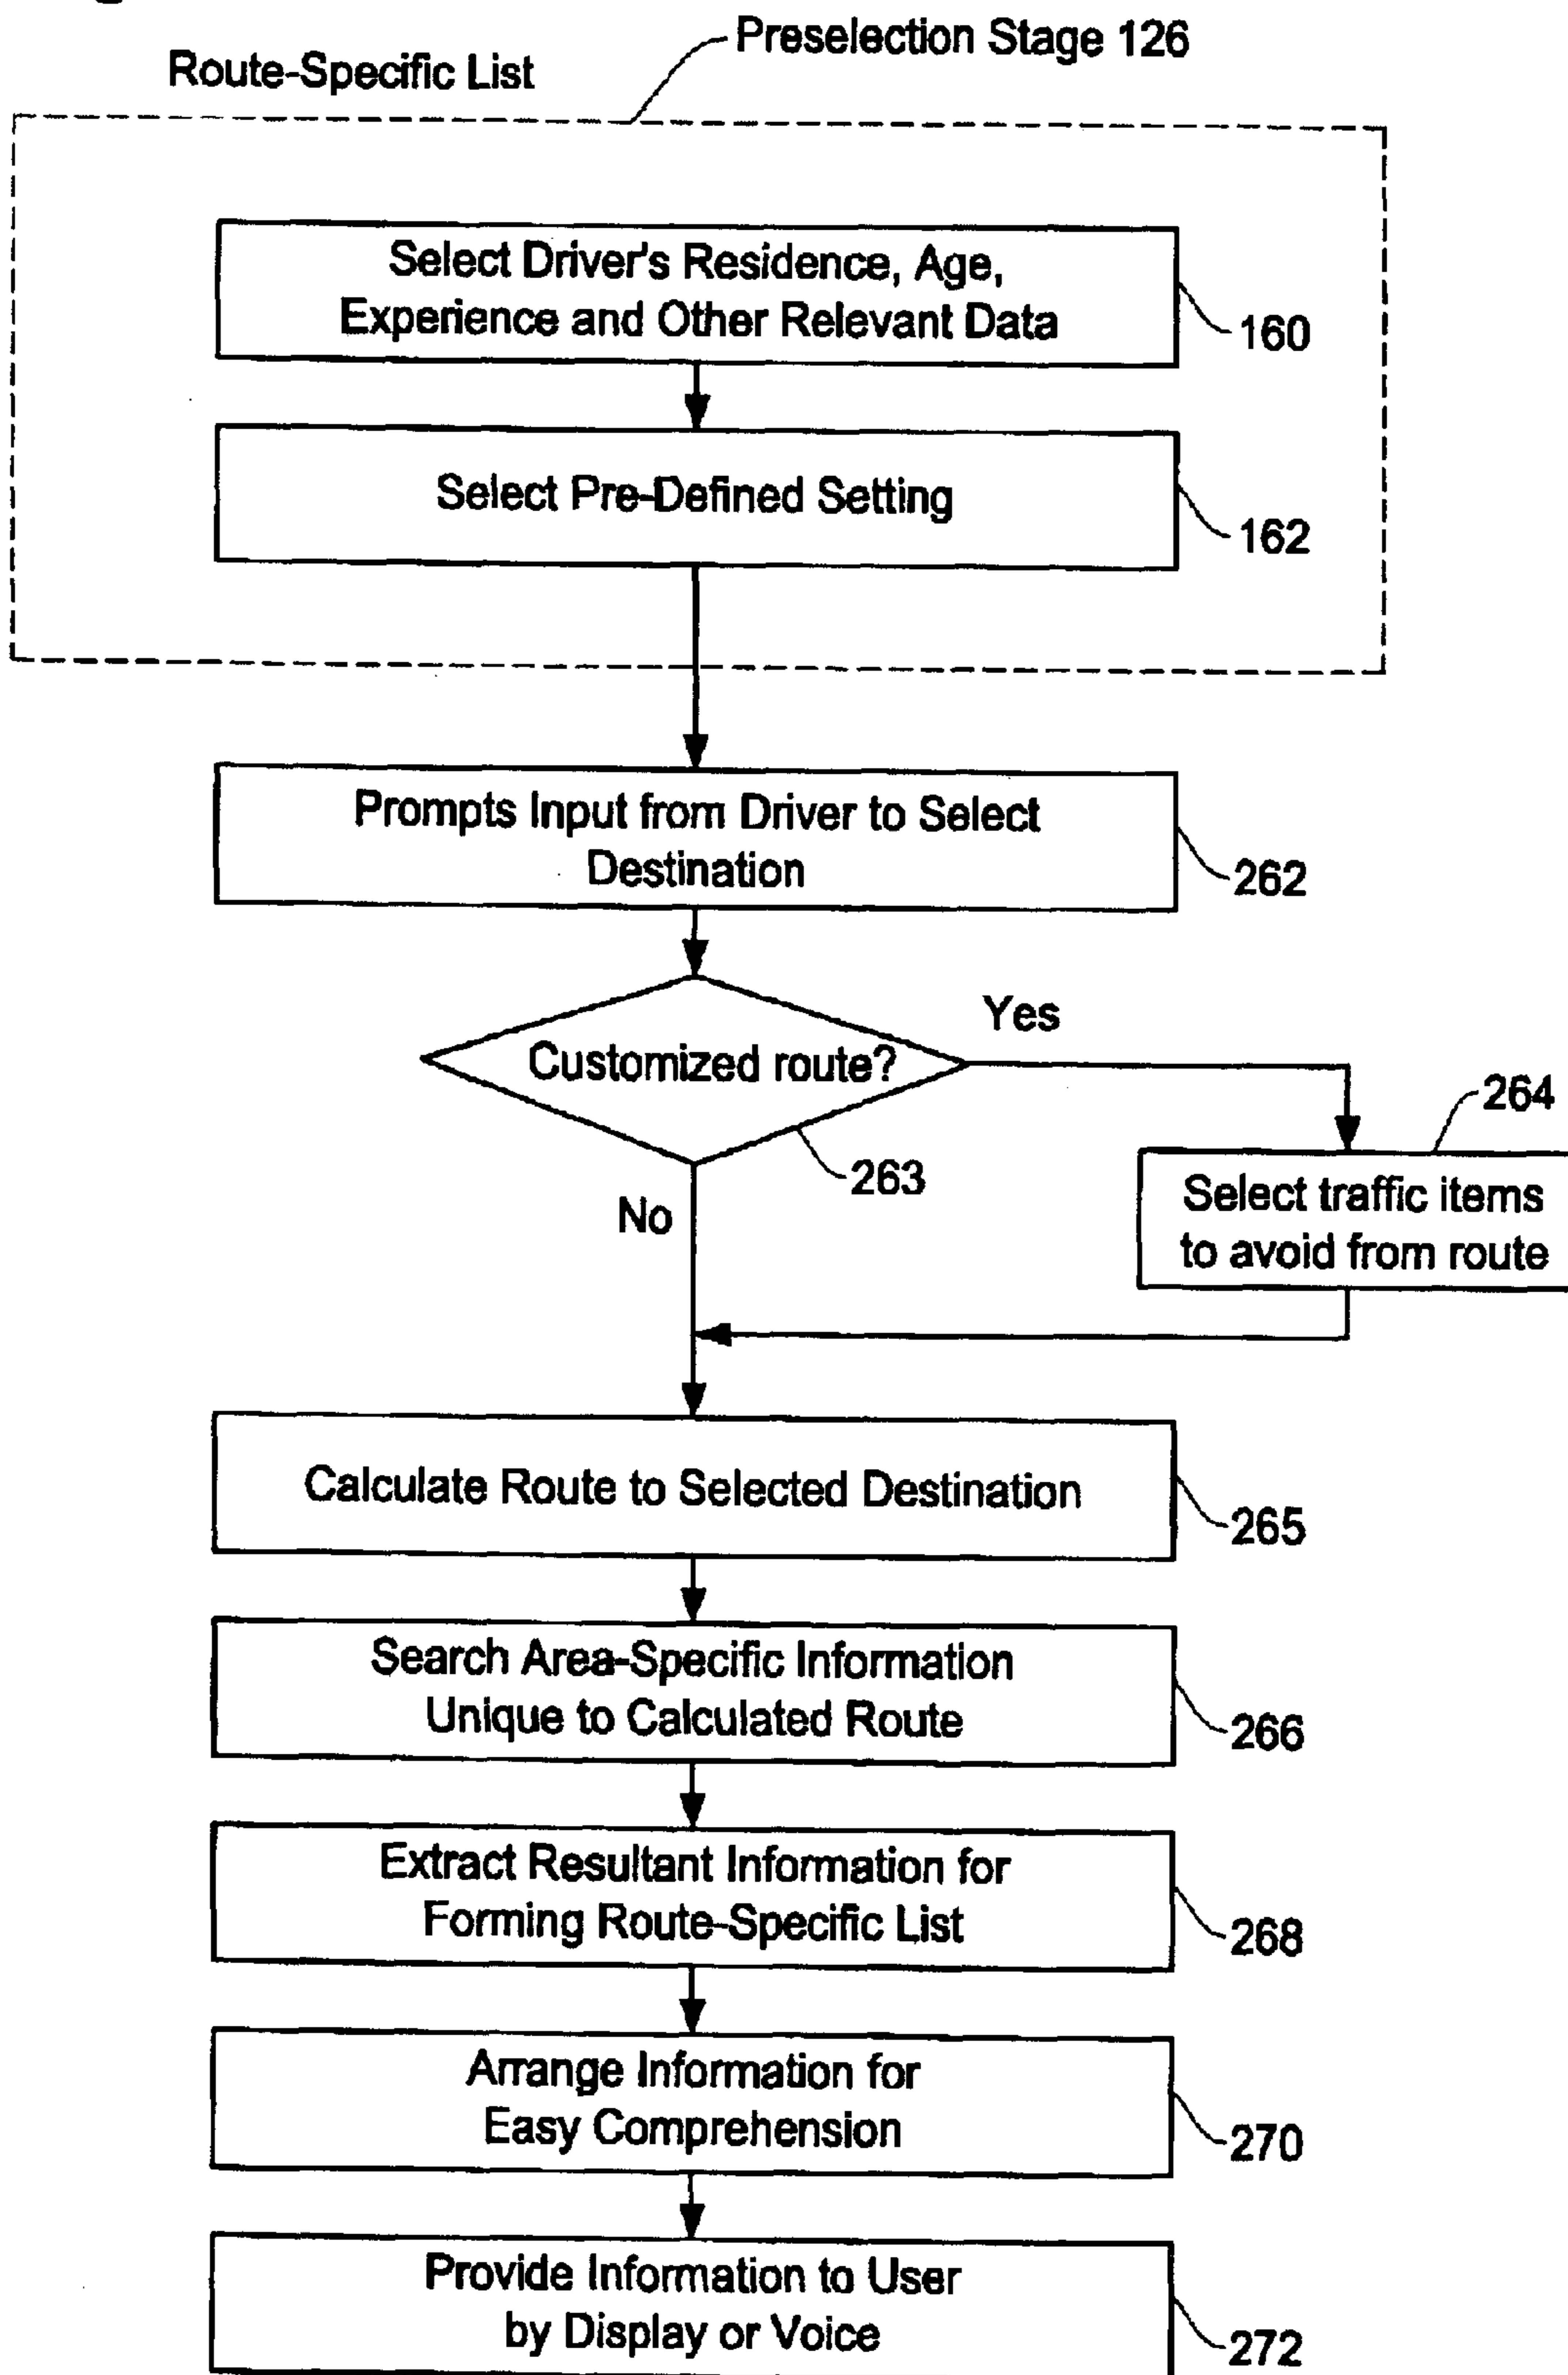 Preselection Stage 126
Route-Specific List
Select Driver's Residence, Age,
Experience and Other Relevant Data
160
Select Pre-Defined Setting
162
Prompts Input from Driver to Select
Destination
262
Customized route?
Yes
263
No
264
Select traffic items
to avoid from route
Calculate Route to Selected Destination
265
Search Area-Specific Information
Unique to Calculated Route
266
Extract Resultant Information for
Forming Route-Specific List
268
Arrange Information for
Easy Comprehension
270
Provide Information to User
by Display or Voice
272